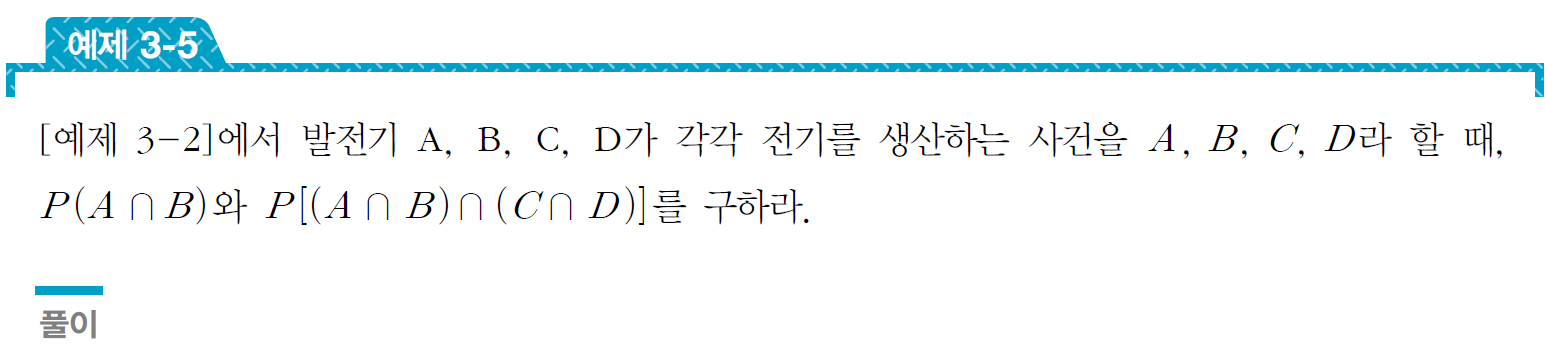 예제 3-5
[예제 3-2]에서 발전기 A, B, C, D가 각각 전기를 생산하는 사건을 A, B, C, D라 할 때,
P(A ∩ B)와 P[(A ∩ B)∩(C∩ D)]를 구하라.
풀이